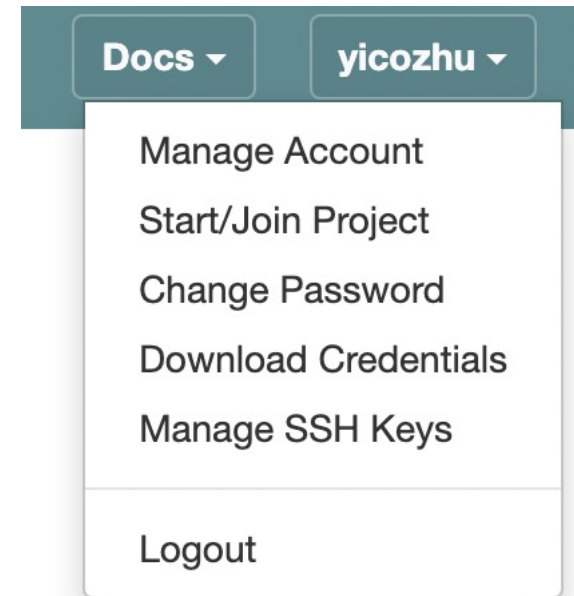 Docs yicozhu
Manage Account
Start/Join Project
Change Password
Download Credentials
Manage SSH Keys
Logout